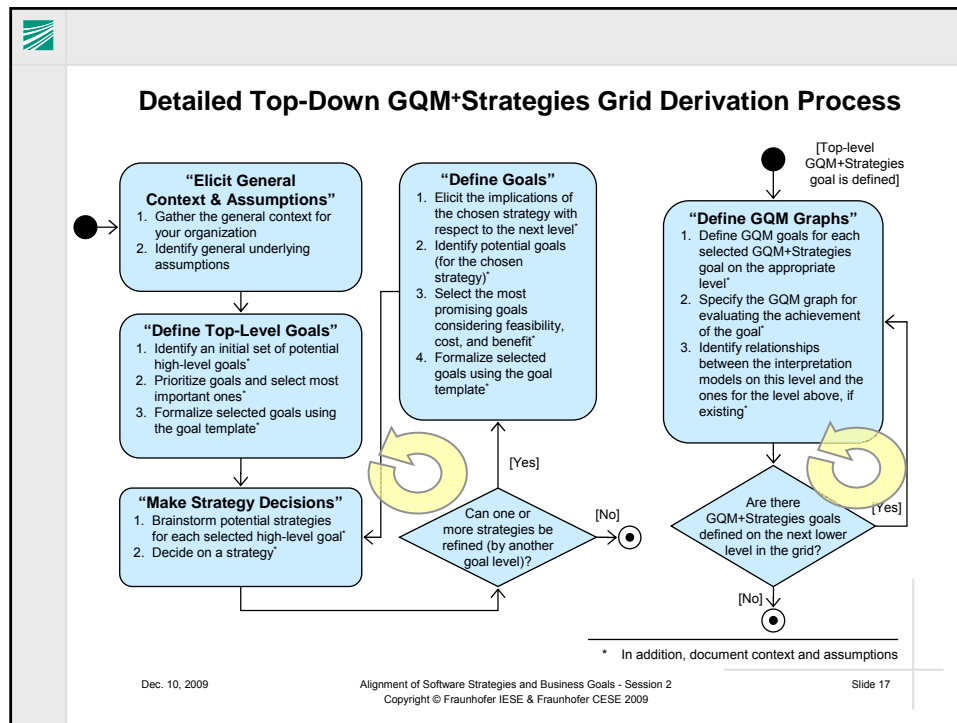 Detailed Top-Down GQM+Strategies Grid Derivation Process
“Elicit General
Context & Assumptions”
1. Gather the general context for
your organization
2. Identify general underlying
assumptions
“Define Top-Level Goals”
1. Identify an initial set of potential
high-level goals*
2. Prioritize goals and select most
important ones*
3. Formalize selected goals using
the goal template*
“Make Strategy Decisions”
1. Brainstorm potential strategies
for each selected high-level goal*
2. Decide on a strategy*
“Define Goals”
1. Elicit the implications of
the chosen strategy with
respect to the next level*
2. Identify potential goals
(for the chosen
strategy)*
3. Select the most
promising goals
considering feasibility,
cost, and benefit*
4. Formalize selected
goals using the goal
template*
[Yes]
Can one or
more strategies be
refined (by another
goal level)?
[No]
[Top-level
GQM+Strategies
goal is defined]
“Define GQM Graphs”
1. Define GQM goals for each
selected GQM+Strategies
goal on the appropriate
level*
2. Specify the GQM graph for
evaluating the achievement
of the goal*
3. Identify relationships
between the interpretation
models on this level and the
ones for the level above, if
existing*
Are there
GQM+Strategies goals
defined on the next lower
level in the grid?
[Yes]
[No]
* In addition, document context and assumptions
Dec. 10, 2009
Alignment of Software Strategies and Business Goals - Session 2
Copyright © Fraunhofer IESE & Fraunhofer CESE 2009
Slide 17